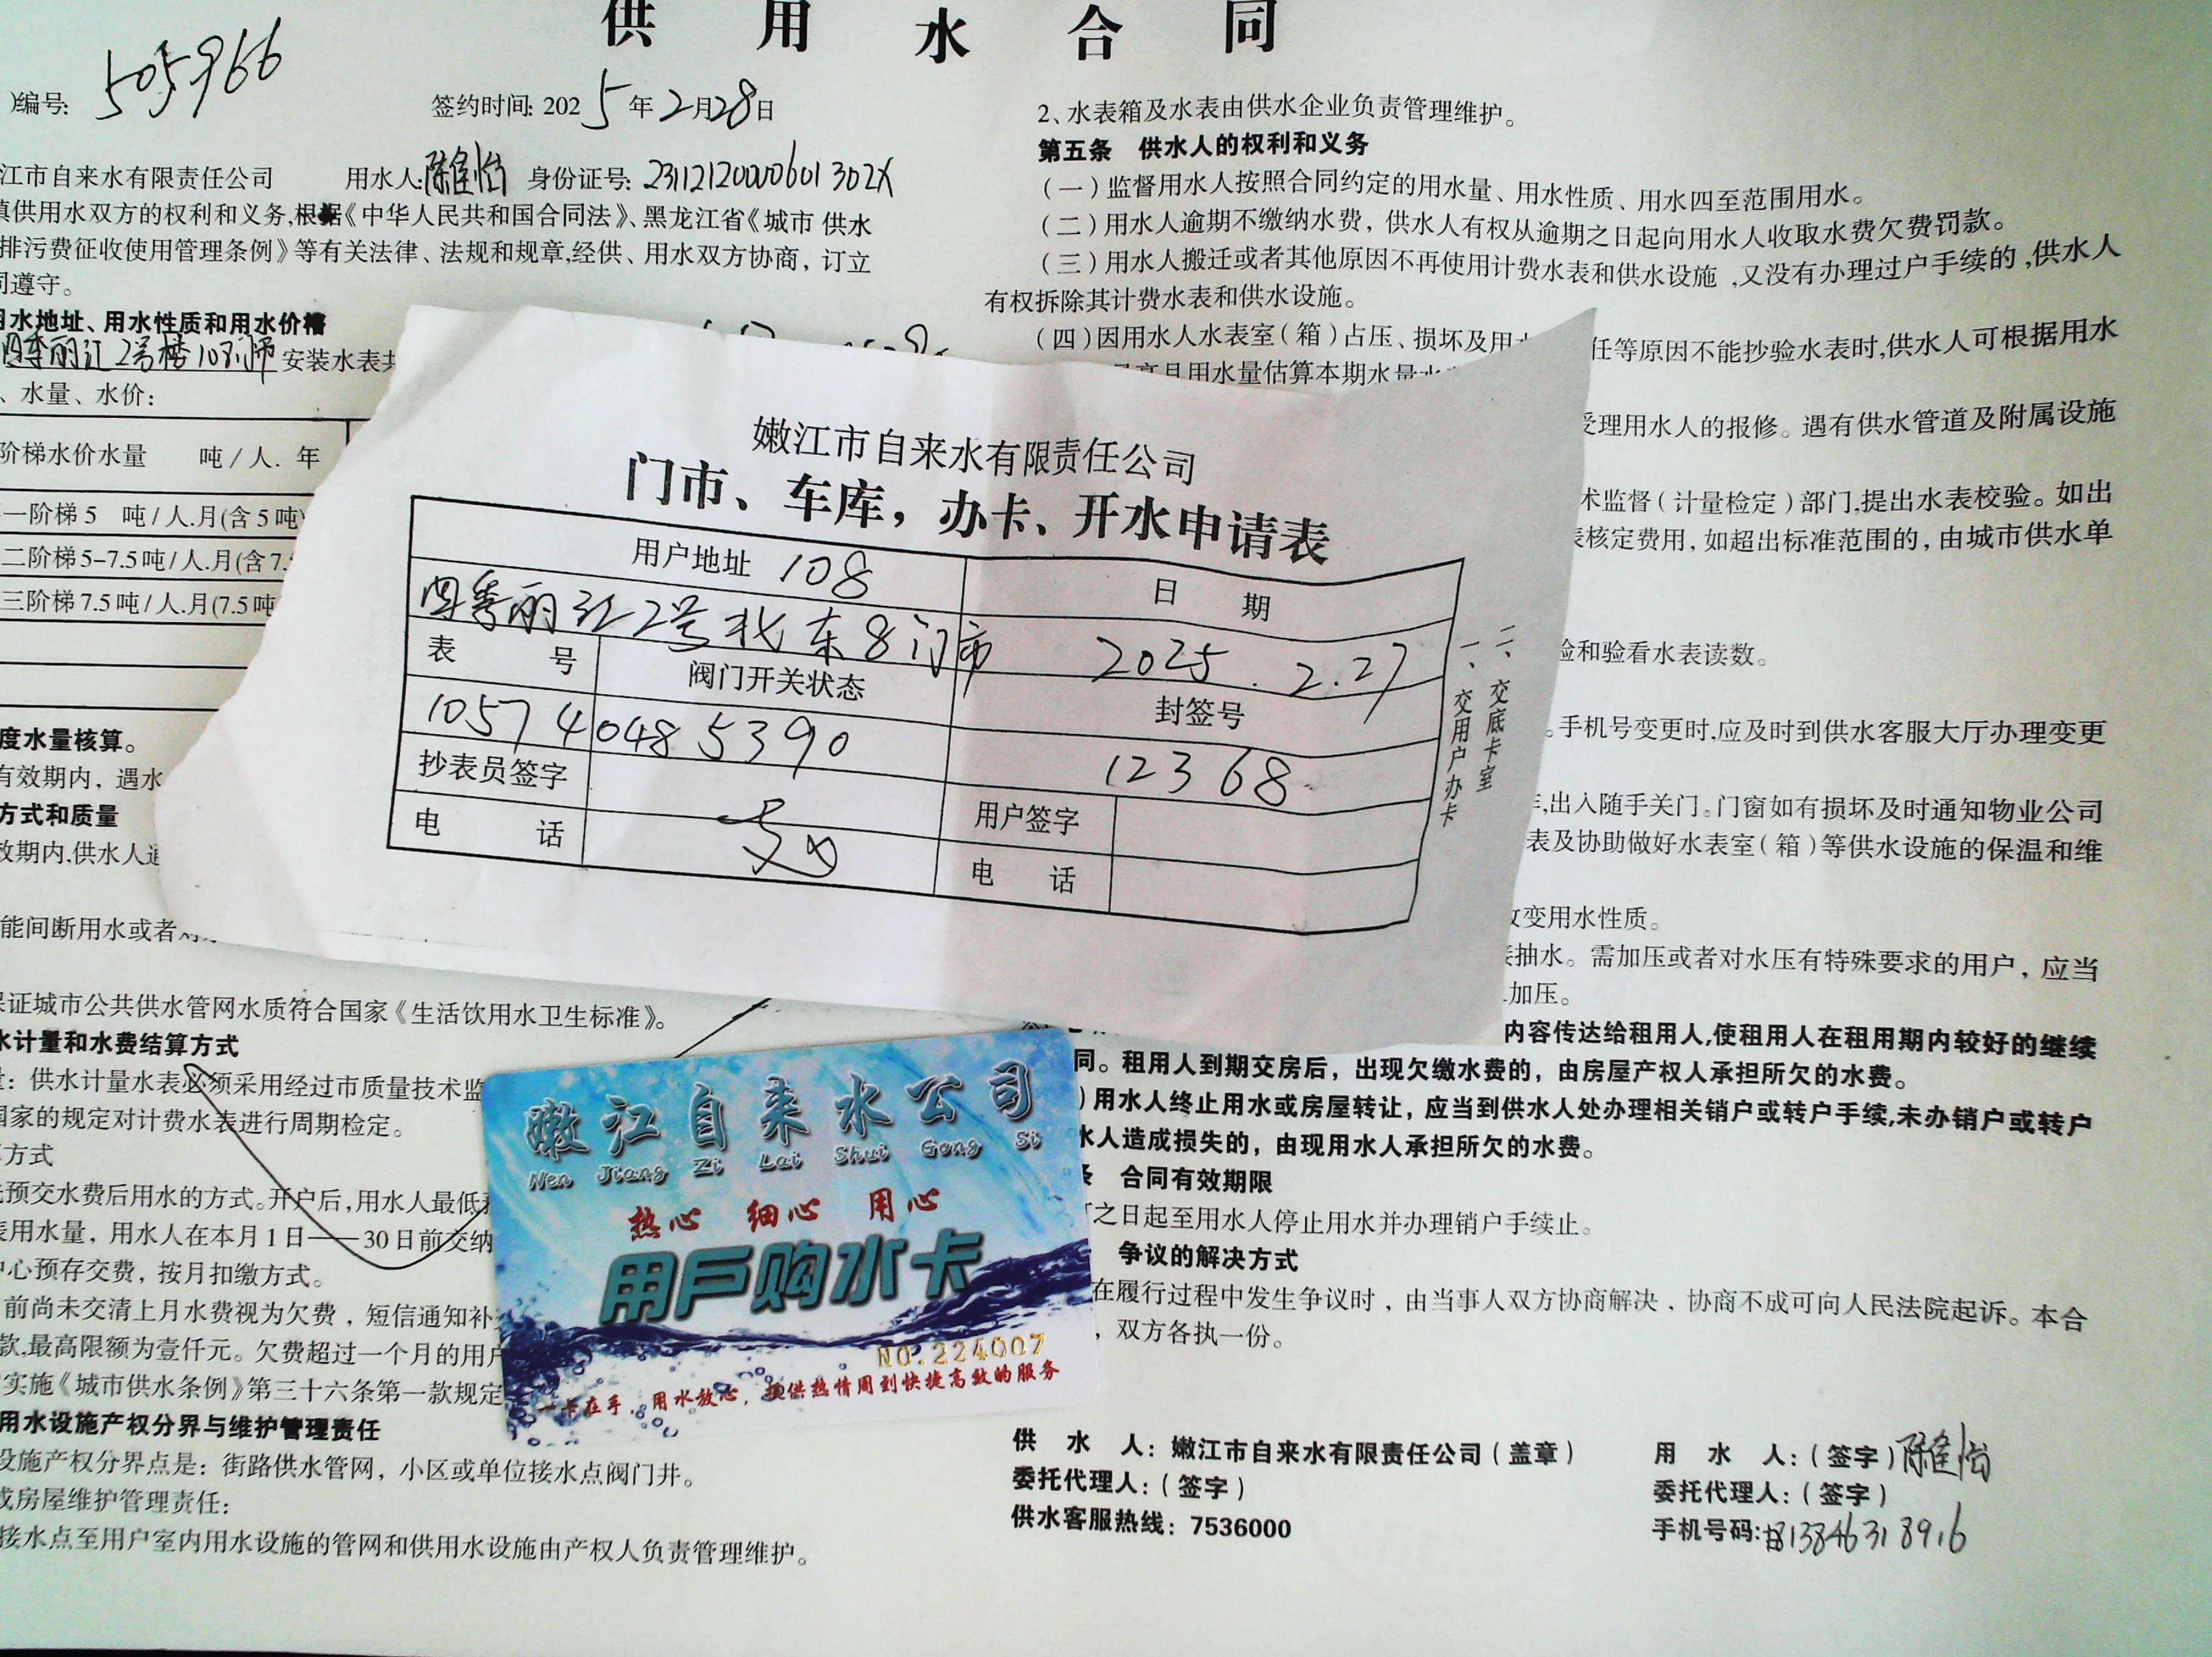 供用水合同
)编号: 505966
签约时间: 2025年2月28日
江市自来水有限责任公司 用水人: 陈佳怡 身份证号: 23112120000601302X
供用水双方的权利和义务,根据《中华人民共和国合同法》、黑龙江省《城市 供水
排污费征收使用管理条例》等有关法律、法规和规章,经供、用水双方协商, 订立
同遵守。
用水地址、用水性质和用水价格
四季丽江2号楼108门市 安装水表共
、水量、水价:
阶梯水价水量 吨/人. 年
一阶梯5 吨/人.月(含5吨)
二阶梯5-7.5吨/人.月(含7.
三阶梯7.5吨/人.月(7.5吨
度水量核算。
有效期内, 遇水
方式和质量
效期内,供水人
能间断用水或者
保证城市公共供水管网水质符合国家《生活饮用水卫生标准》。
水计量和水费结算方式
量: 供水计量水表必须采用经过市质量技术监
国家的规定对计费水表进行周期检定。
方式
先预交水费后用水的方式。开户后,用水人最低
表用水量, 用水人在本月1日——30日前交纳
中心预存交费, 按月扣缴方式。
前尚未交清上月水费视为欠费, 短信通知补
款,最高限额为壹仟元。欠费超过一个月的用户
实施《城市供水条例》第三十六条第一款规定
用水设施产权分界与维护管理责任
设施产权分界点是: 街路供水管网, 小区或单位接水点阀门井。
或房屋维护管理责任:
接水点至用户室内用水设施的管网和供用水设施由产权人负责管理维护。
2、水表箱及水表由供水企业负责管理维护。
第五条 供水人的权利和义务
(一)监督用水人按照合同约定的用水量、用水性质、用水四至范围用水。
(二)用水人逾期不缴纳水费, 供水人有权从逾期之日起向用水人收取水费欠费罚款。
(三)用水人搬迁或者其他原因不再使用计费水表和供水设施,又没有办理过户手续的,供水人
有权拆除其计费水表和供水设施。
(四)因用水人水表室(箱)占压、损坏及用水 任等原因不能抄验水表时,供水人可根据用水
月用水量估算本期水量水
受理用水人的报修。遇有供水管道及附属设施
术监督(计量检定)部门,提出水表校验。如出
核定费用, 如超出标准范围的, 由城市供水单
验和验看水表读数。
。手机号变更时,应及时到供水客服大厅办理变更
,出入随手关门。门窗如有损坏及时通知物业公司
表及协助做好水表室(箱)等供水设施的保温和维
改变用水性质。
抽水。需加压或者对水压有特殊要求的用户, 应当
加压。
内容传达给租用人,使租用人在租用期内较好的继续
同。租用人到期交房后, 出现欠缴水费的, 由房屋产权人承担所欠的水费。
)用水人终止用水或房屋转让, 应当到供水人处办理相关销户或转户手续,未办销户或转户
水人造成损失的, 由现用水人承担所欠的水费。
条 合同有效期限
之日起至用水人停止用水并办理销户手续止。
争议的解决方式
在履行过程中发生争议时, 由当事人双方协商解决, 协商不成可向人民法院起诉。本合
, 双方各执一份。
供 水 人: 嫩江市自来水有限责任公司(盖章)
委托代理人:(签字)
供水客服热线: 7536000
用 水 人:(签字)陈佳怡
委托代理人:(签字)
手机号码: 13846318916
嫩江市自来水有限责任公司
门市、车库,办卡、开水申请表
用户地址 108
日 期
四季丽江2号北东8门市
2025.2.27
表 号
阀门开关状态
封签号
105740485390
12368
抄表员签字
用户签字
电 话
电 话
一、交用户办卡
二、交底卡室
嫩江自来水公司
Nen Jiang Zi Lai Shui Gong Si
热心 细心 用心
用户购水卡
NO.224007
一卡在手,用水放心,提供热情周到快捷高效的服务